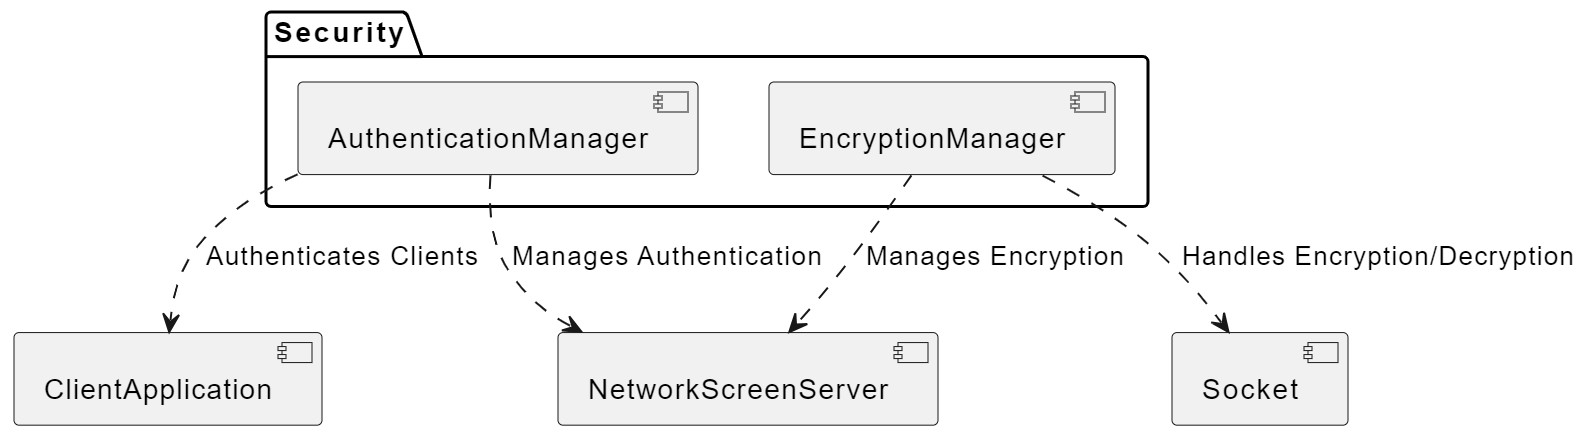 Security
AuthenticationManager
EncryptionManager
Authenticates Clients
Manages Authentication
Manages Encryption
Handles Encryption/Decryption
ClientApplication
NetworkScreenServer
Socket